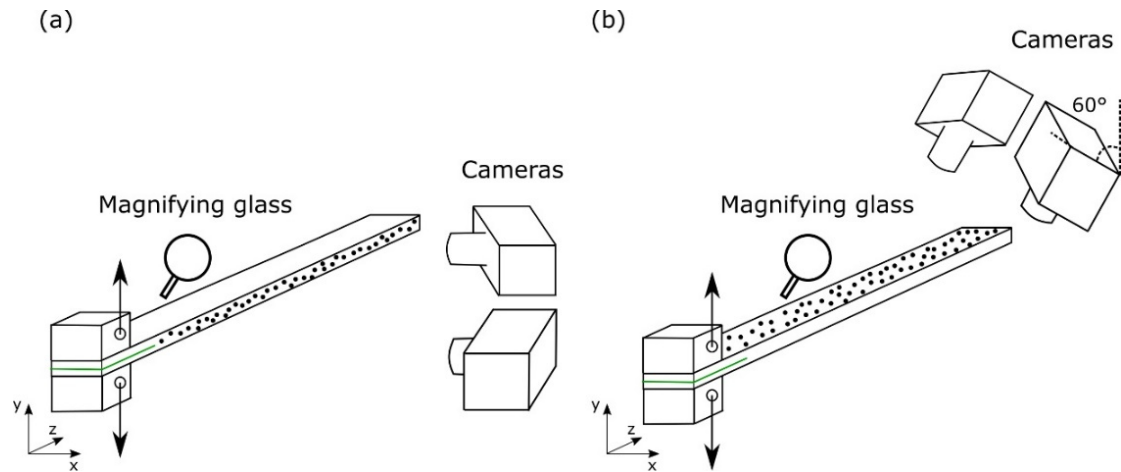 (a)
Cameras
Magnifying glass
y
z
x
(b)
Cameras
60°
Magnifying glass
y
z
x